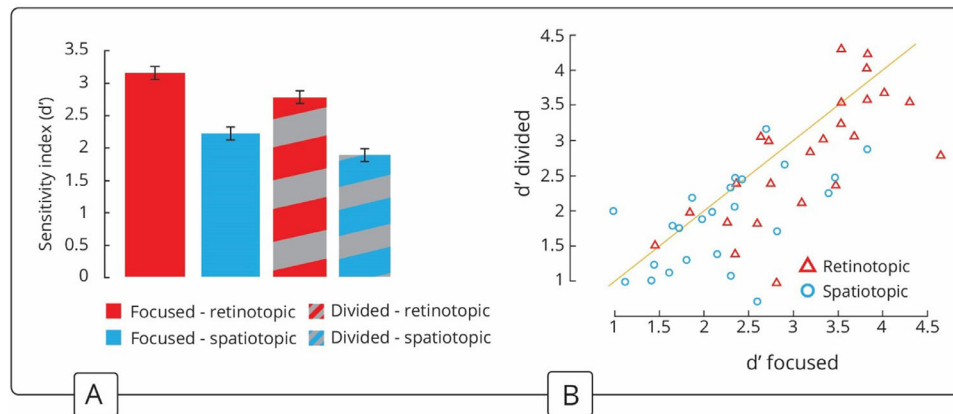 Sensitivity index (d')
3.5
3
2.5
2
1.5
1
0.5
0
Focused - retinotopic
Divided - retinotopic
Focused - spatiotopic
Divided - spatiotopic
A
d' divided
4.5
4
3.5
3
2.5
2
1.5
1
Retinotopic
Spatiotopic
1 1.5 2 2.5 3 3.5 4 4.5
d' focused
B